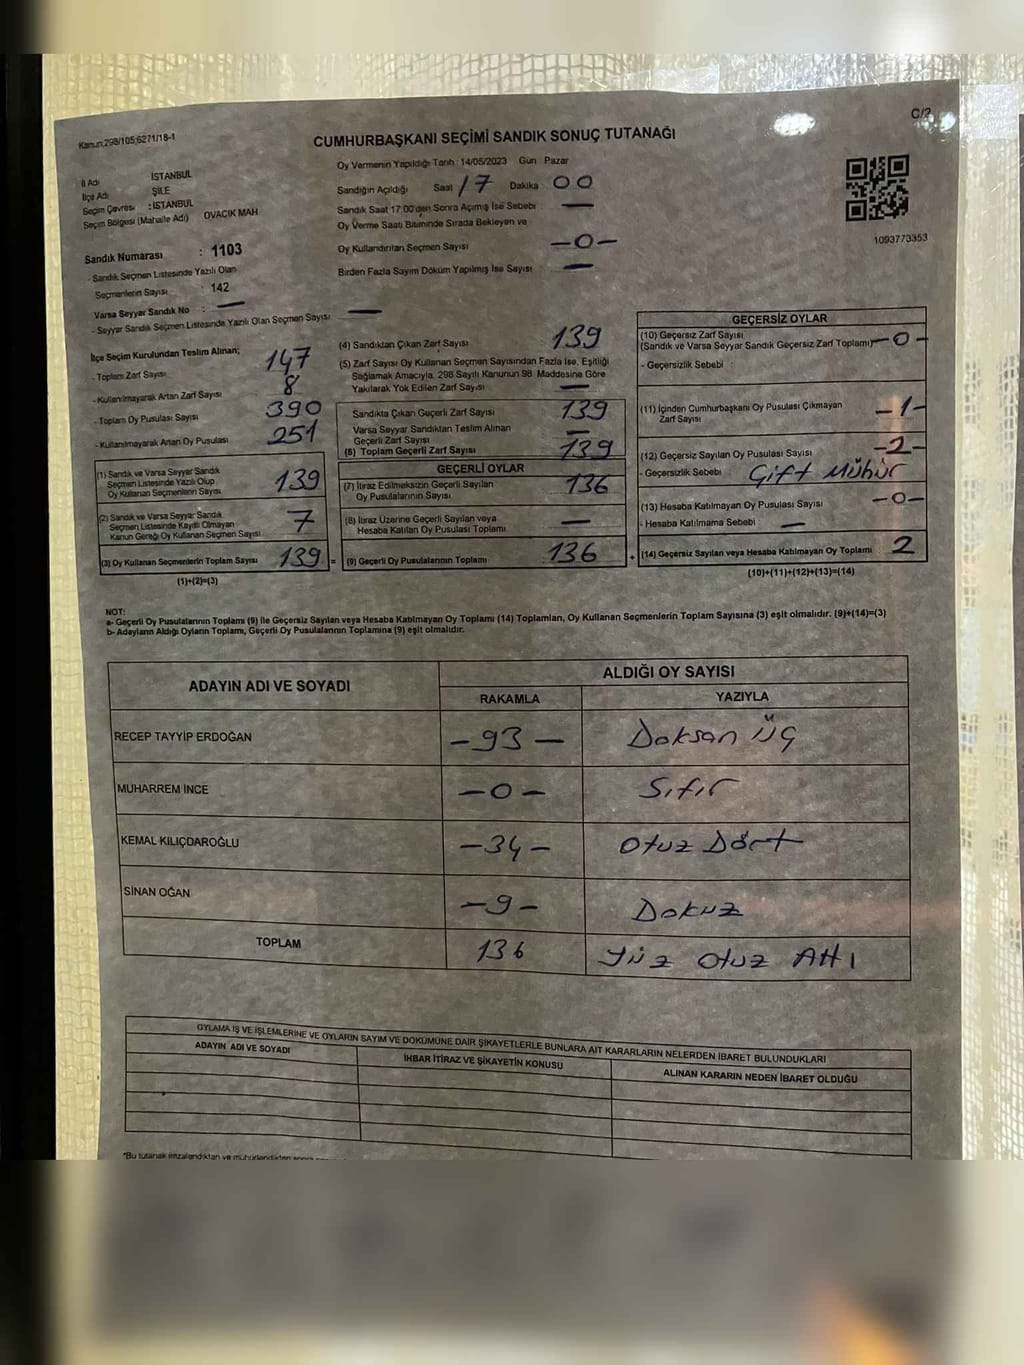 Kanun:298/105;6271/18-1
C/2
CUMHURBAŞKANI SEÇİMİ SANDIK SONUÇ TUTANAĞI
İl Adı İSTANBUL
İlçe Adı ŞİLE
Seçim Çevresi : İSTANBUL
Seçim Bölgesi (Mahalle Adı) OVACIK MAH
Sandık Numarası : 1103
- Sandık Seçmen Listesinde Yazılı Olan
Seçmenlerin Sayısı : 142
Varsa Seyyar Sandık No : —
- Seyyar Sandık Seçmen Listesinde Yazılı Olan Seçmen Sayısı : —
Oy Vermenin Yapıldığı Tarih : 14/05/2023 Gün : Pazar
Sandığın Açıldığı Saat 17 Dakika 00
Sandık Saat 17:00'den Sonra Açımış İse Sebebi —
Oy Verme Saati Bitiminde Sırada Bekleyen ve
Oy Kullandırılan Seçmen Sayısı —0—
Birden Fazla Sayım Döküm Yapılmış İse Sayısı —
1093773353
İlçe Seçim Kurulundan Teslim Alınan;
- Toplam Zarf Sayısı 147
- Kullanılmayarak Artan Zarf Sayısı 8
- Toplam Oy Pusulası Sayısı 390
- Kullanılmayarak Artan Oy Pusulası 251
(1) Sandık ve Varsa Seyyar Sandık
Seçmen Listesinde Yazılı Olup
Oy Kullanan Seçmenlerin Sayısı 139
(2) Sandık ve Varsa Seyyar Sandık
Seçmen Listesinde Kayıtlı Olmayan
Kanun Gereği Oy Kullanan Seçmen Sayısı 7
(3) Oy Kullanan Seçmenlerin Toplam Sayısı 139 =
(1)+(2)=(3)
(4) Sandıktan Çıkan Zarf Sayısı 139
(5) Zarf Sayısı Oy Kullanan Seçmen Sayısından Fazla İse, Eşitliği
Sağlamak Amacıyla, 298 Sayılı Kanunun 98. Maddesine Göre
Yakılarak Yok Edilen Zarf Sayısı —
Sandıkta Çıkan Geçerli Zarf Sayısı 139
Varsa Seyyar Sandıktan Teslim Alınan
Geçerli Zarf Sayısı —
(6) Toplam Geçerli Zarf Sayısı 139
GEÇERLİ OYLAR
(7) İtiraz Edilmeksizin Geçerli Sayılan
Oy Pusulalarının Sayısı 136
(8) İtiraz Üzerine Geçerli Sayılan veya
Hesaba Katılan Oy Pusulası Toplamı —
(9) Geçerli Oy Pusulalarının Toplamı 136 +
GEÇERSİZ OYLAR
(10) Geçersiz Zarf Sayısı
(Sandık ve Varsa Seyyar Sandık Geçersiz Zarf Toplamı) —0—
- Geçersizlik Sebebi :
(11) İçinden Cumhurbaşkanı Oy Pusulası Çıkmayan
Zarf Sayısı —1—
(12) Geçersiz Sayılan Oy Pusulası Sayısı —2—
- Geçersizlik Sebebi : Çift Mühür
(13) Hesaba Katılmayan Oy Pusulası Sayısı —0—
- Hesaba Katılmama Sebebi : —
(14) Geçersiz Sayılan veya Hesaba Katılmayan Oy Toplamı 2
(10)+(11)+(12)+(13)=(14)
NOT:
a- Geçerli Oy Pusulalarının Toplamı (9) ile Geçersiz Sayılan veya Hesaba Katılmayan Oy Toplamı (14) Toplamları, Oy Kullanan Seçmenlerin Toplam Sayısına (3) eşit olmalıdır. (9)+(14)=(3)
b- Adayların Aldığı Oyların Toplamı, Geçerli Oy Pusulalarının Toplamına (9) eşit olmalıdır.
ADAYIN ADI VE SOYADI
ALDIĞI OY SAYISI
RAKAMLA YAZIYLA
RECEP TAYYİP ERDOĞAN —93— Doksan üç
MUHARREM İNCE —0— Sıfır
KEMAL KILIÇDAROĞLU —34— Otuz Dört
SİNAN OĞAN —9— Dokuz
TOPLAM 136 Yüz Otuz Altı
OYLAMA İŞ VE İŞLEMLERİNE VE OYLARIN SAYIM VE DÖKÜMÜNE DAİR ŞİKAYETLERLE BUNLARA AİT KARARLARIN NELERDEN İBARET BULUNDUKLARI
ADAYIN ADI VE SOYADI İHBAR İTİRAZ VE ŞİKAYETİN KONUSU ALINAN KARARIN NEDEN İBARET OLDUĞU
*Bu tutanak imzalandıktan ve mühürlendikten sonra